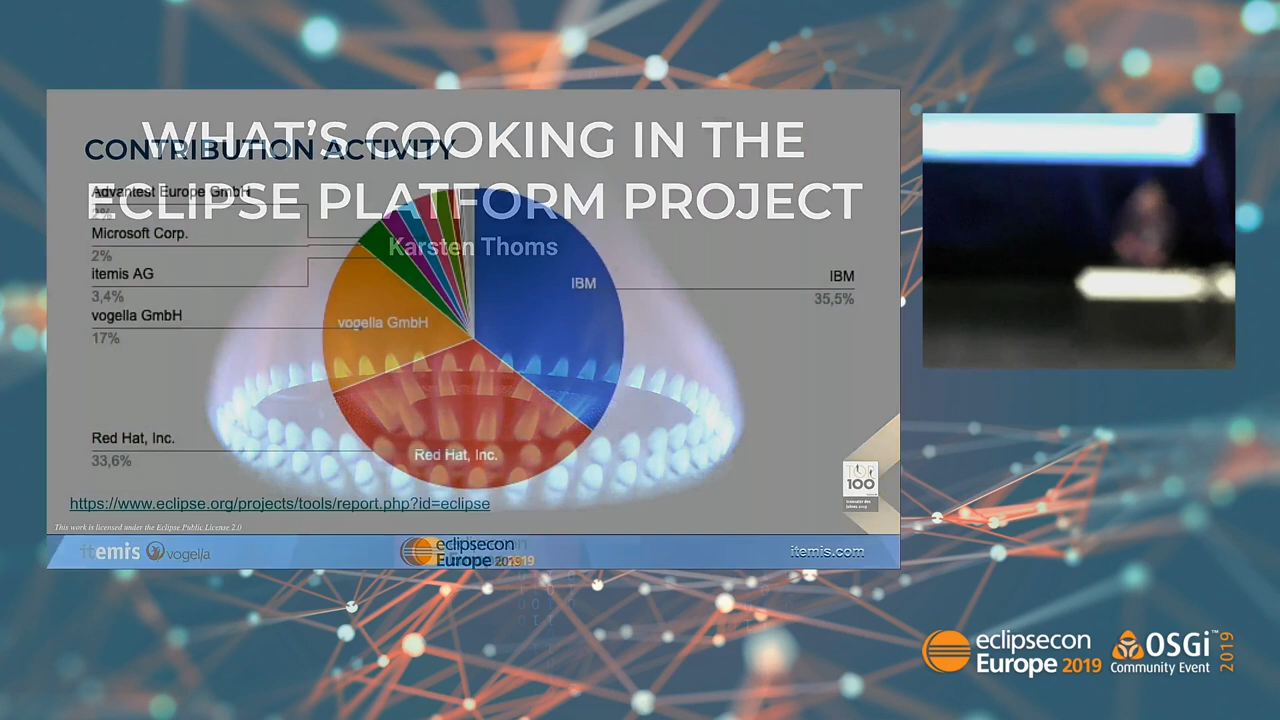 WHAT'S COOKING IN THE
ECLIPSE PLATFORM PROJECT
Karsten Thoms
CONTRIBUTION ACTIVITY
Advantest Europe GmbH
2%
Microsoft Corp.
2%
itemis AG
3,4%
vogella GmbH
17%
Red Hat, Inc.
33,6%
IBM
vogella GmbH
Red Hat, Inc.
IBM
35,5%
https://www.eclipse.org/projects/tools/report.php?id=eclipse
This work is licensed under the Eclipse Public License 2.0
TOP
100
itemis
vogella
eclipsecon
Europe 2019
itemis.com
eclipsecon
Europe 2019
OSGi™
Community Event
2019